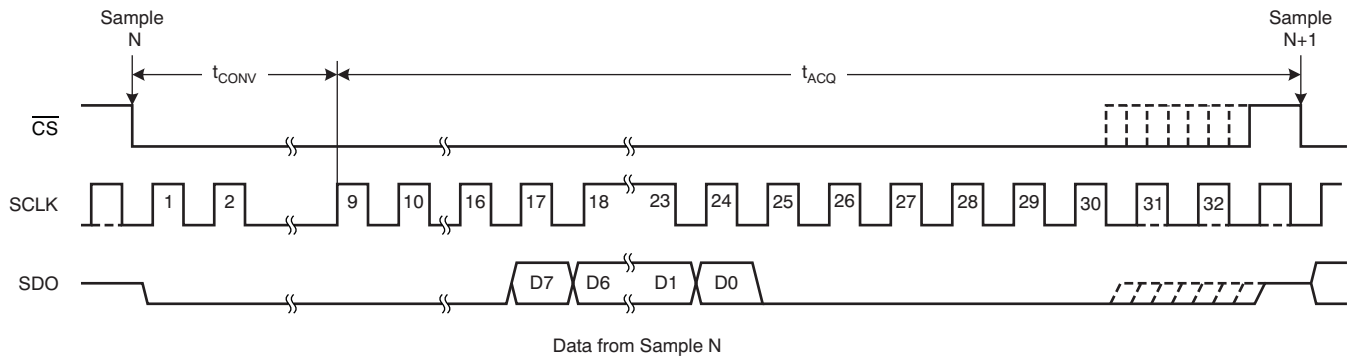 Sample
N
Sample
N+1
tCONV
tACQ
CS
SCLK
1 2 9 10 16 17 18 23 24 25 26 27 28 29 30 31 32
SDO
D7 D6 D1 D0
Data from Sample N